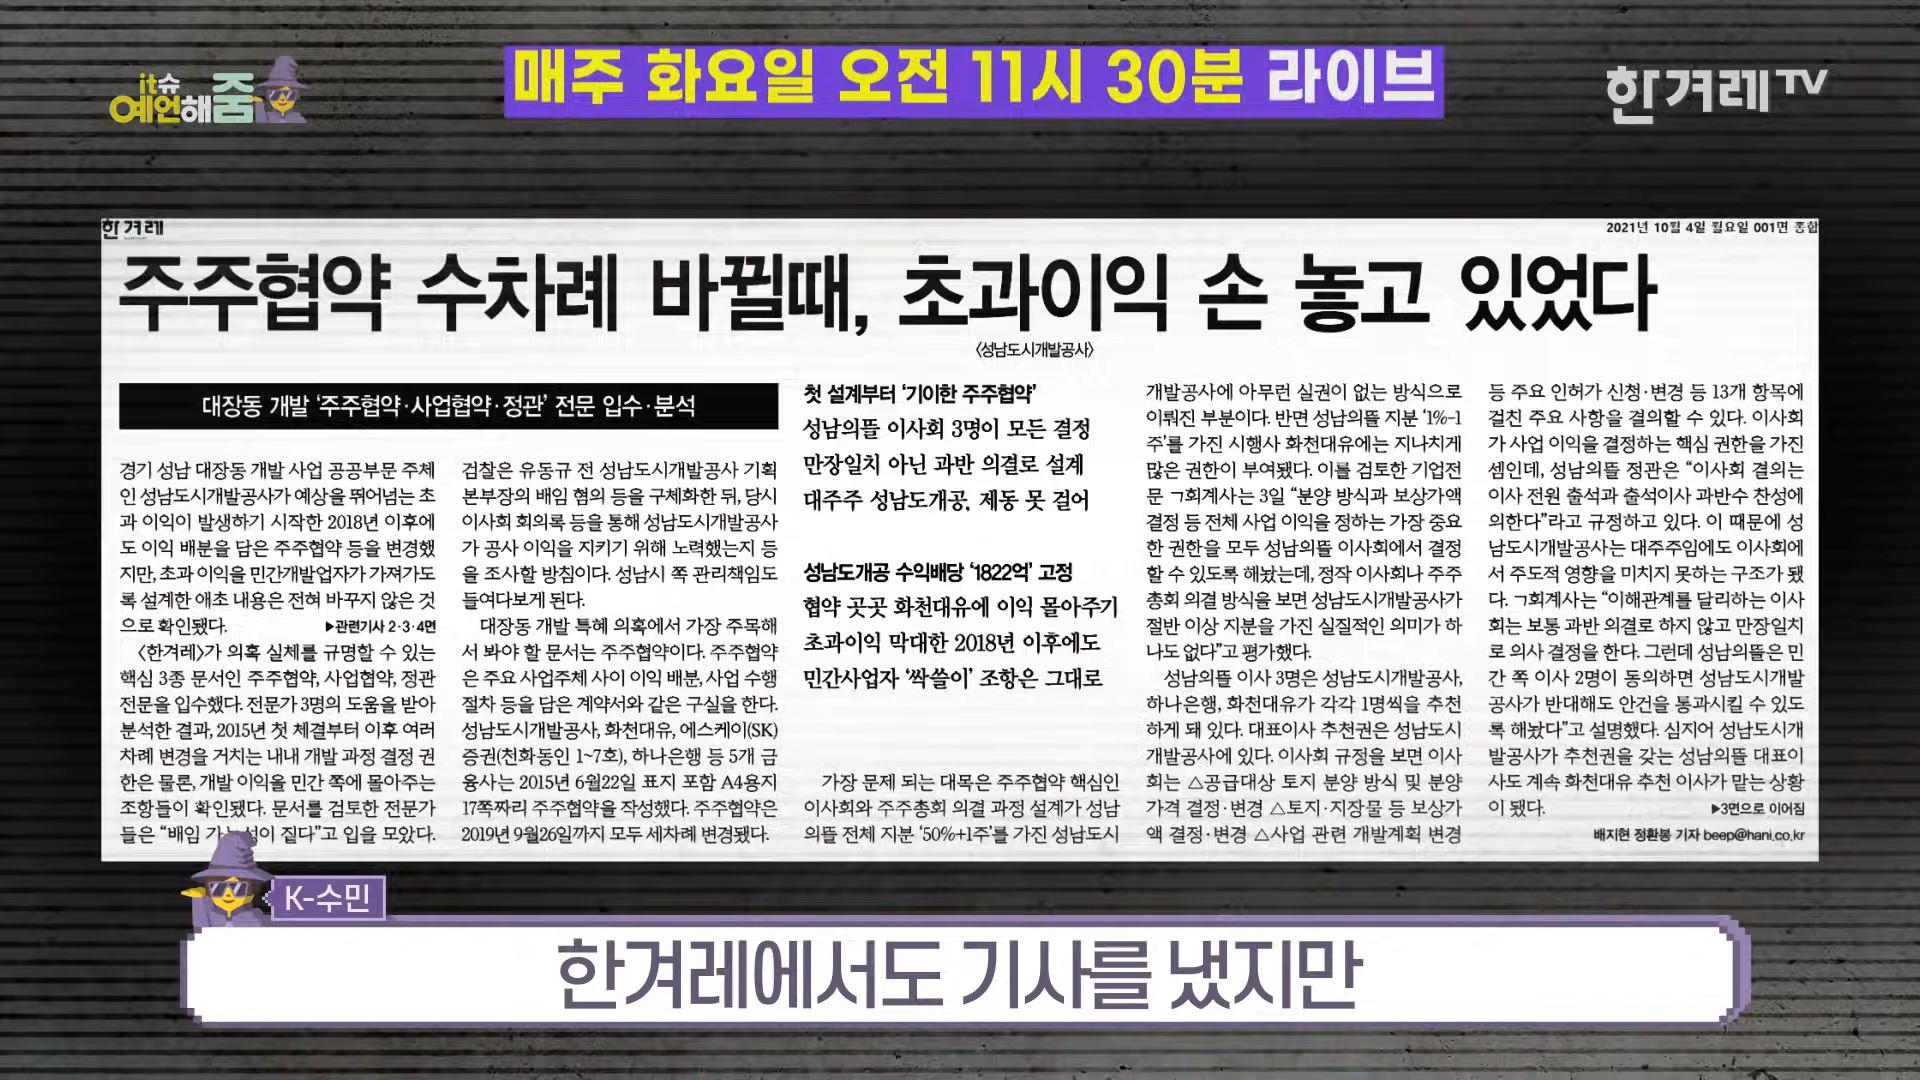 it슈
예언해줌
매주 화요일 오전 11시 30분 라이브
한겨레TV
한겨레
2021년 10월 4일 월요일 001면 종합
주주협약 수차례 바뀔때, 초과이익 손 놓고 있었다
〈성남도시개발공사〉
대장동 개발 ‘주주협약·사업협약·정관’ 전문 입수·분석
경기 성남 대장동 개발 사업 공공부문 주체
인 성남도시개발공사가 예상을 뛰어넘는 초
과 이익이 발생하기 시작한 2018년 이후에
도 이익 배분을 담은 주주협약 등을 변경했
지만, 초과 이익을 민간개발업자가 가져가도
록 설계한 애초 내용은 전혀 바꾸지 않은 것
으로 확인됐다. ▶관련기사 2·3·4면
〈한겨레〉가 의혹 실체를 규명할 수 있는
핵심 3종 문서인 주주협약, 사업협약, 정관
전문을 입수했다. 전문가 3명의 도움을 받아
분석한 결과, 2015년 첫 체결부터 이후 여러
차례 변경을 거치는 내내 개발 과정 결정 권
한은 물론, 개발 이익을 민간 쪽에 몰아주는
조항들이 확인됐다. 문서를 검토한 전문가
들은 “배임 가능성이 짙다”고 입을 모았다.
검찰은 유동규 전 성남도시개발공사 기획
본부장의 배임 혐의 등을 구체화한 뒤, 당시
이사회 회의록 등을 통해 성남도시개발공사
가 공사 이익을 지키기 위해 노력했는지 등
을 조사할 방침이다. 성남시 쪽 관리책임도
들여다보게 된다.
대장동 개발 특혜 의혹에서 가장 주목해
서 봐야 할 문서는 주주협약이다. 주주협약
은 주요 사업주체 사이 이익 배분, 사업 수행
절차 등을 담은 계약서와 같은 구실을 한다.
성남도시개발공사, 화천대유, 에스케이(SK)
증권(천화동인 1~7호), 하나은행 등 5개 금
융사는 2015년 6월22일 표지 포함 A4용지
17쪽짜리 주주협약을 작성했다. 주주협약은
2019년 9월26일까지 모두 세차례 변경됐다.
첫 설계부터 ‘기이한 주주협약’
성남의뜰 이사회 3명이 모든 결정
만장일치 아닌 과반 의결로 설계
대주주 성남도개공, 제동 못 걸어
성남도개공 수익배당 ‘1822억’ 고정
협약 곳곳 화천대유에 이익 몰아주기
초과이익 막대한 2018년 이후에도
민간사업자 ‘싹쓸이’ 조항은 그대로
가장 문제 되는 대목은 주주협약 핵심인
이사회와 주주총회 의결 과정 설계가 성남
의뜰 전체 지분 ‘50%+1주’를 가진 성남도시
개발공사에 아무런 실권이 없는 방식으로
이뤄진 부분이다. 반면 성남의뜰 지분 ‘1%-1
주’를 가진 시행사 화천대유에는 지나치게
많은 권한이 부여됐다. 이를 검토한 기업전
문 ㄱ회계사는 3일 “분양 방식과 보상가액
결정 등 전체 사업 이익을 정하는 가장 중요
한 권한을 모두 성남의뜰 이사회에서 결정
할 수 있도록 해놨는데, 정작 이사회나 주주
총회 의결 방식을 보면 성남도시개발공사가
절반 이상 지분을 가진 실질적인 의미가 하
나도 없다”고 평가했다.
성남의뜰 이사 3명은 성남도시개발공사,
하나은행, 화천대유가 각각 1명씩을 추천
하게 돼 있다. 대표이사 추천권은 성남도시
개발공사에 있다. 이사회 규정을 보면 이사
회는 △공급대상 토지 분양 방식 및 분양
가격 결정·변경 △토지·지장물 등 보상가
액 결정·변경 △사업 관련 개발계획 변경
등 주요 인허가 신청·변경 등 13개 항목에
걸친 주요 사항을 결의할 수 있다. 이사회
가 사업 이익을 결정하는 핵심 권한을 가진
셈인데, 성남의뜰 정관은 “이사회 결의는
이사 전원 출석과 출석이사 과반수 찬성에
의한다”라고 규정하고 있다. 이 때문에 성
남도시개발공사는 대주주임에도 이사회에
서 주도적 영향을 미치지 못하는 구조가 됐
다. ㄱ회계사는 “이해관계를 달리하는 이사
회는 보통 과반 의결로 하지 않고 만장일치
로 의사 결정을 한다. 그런데 성남의뜰은 민
간 쪽 이사 2명이 동의하면 성남도시개발
공사가 반대해도 안건을 통과시킬 수 있도
록 해놨다”고 설명했다. 심지어 성남도시개
발공사가 추천권을 갖는 성남의뜰 대표이
사도 계속 화천대유 추천 이사가 맡는 상황
이 됐다. ▶3면으로 이어짐
배지현 정환봉 기자 beep@hani.co.kr
K-수민
한겨레에서도 기사를 냈지만